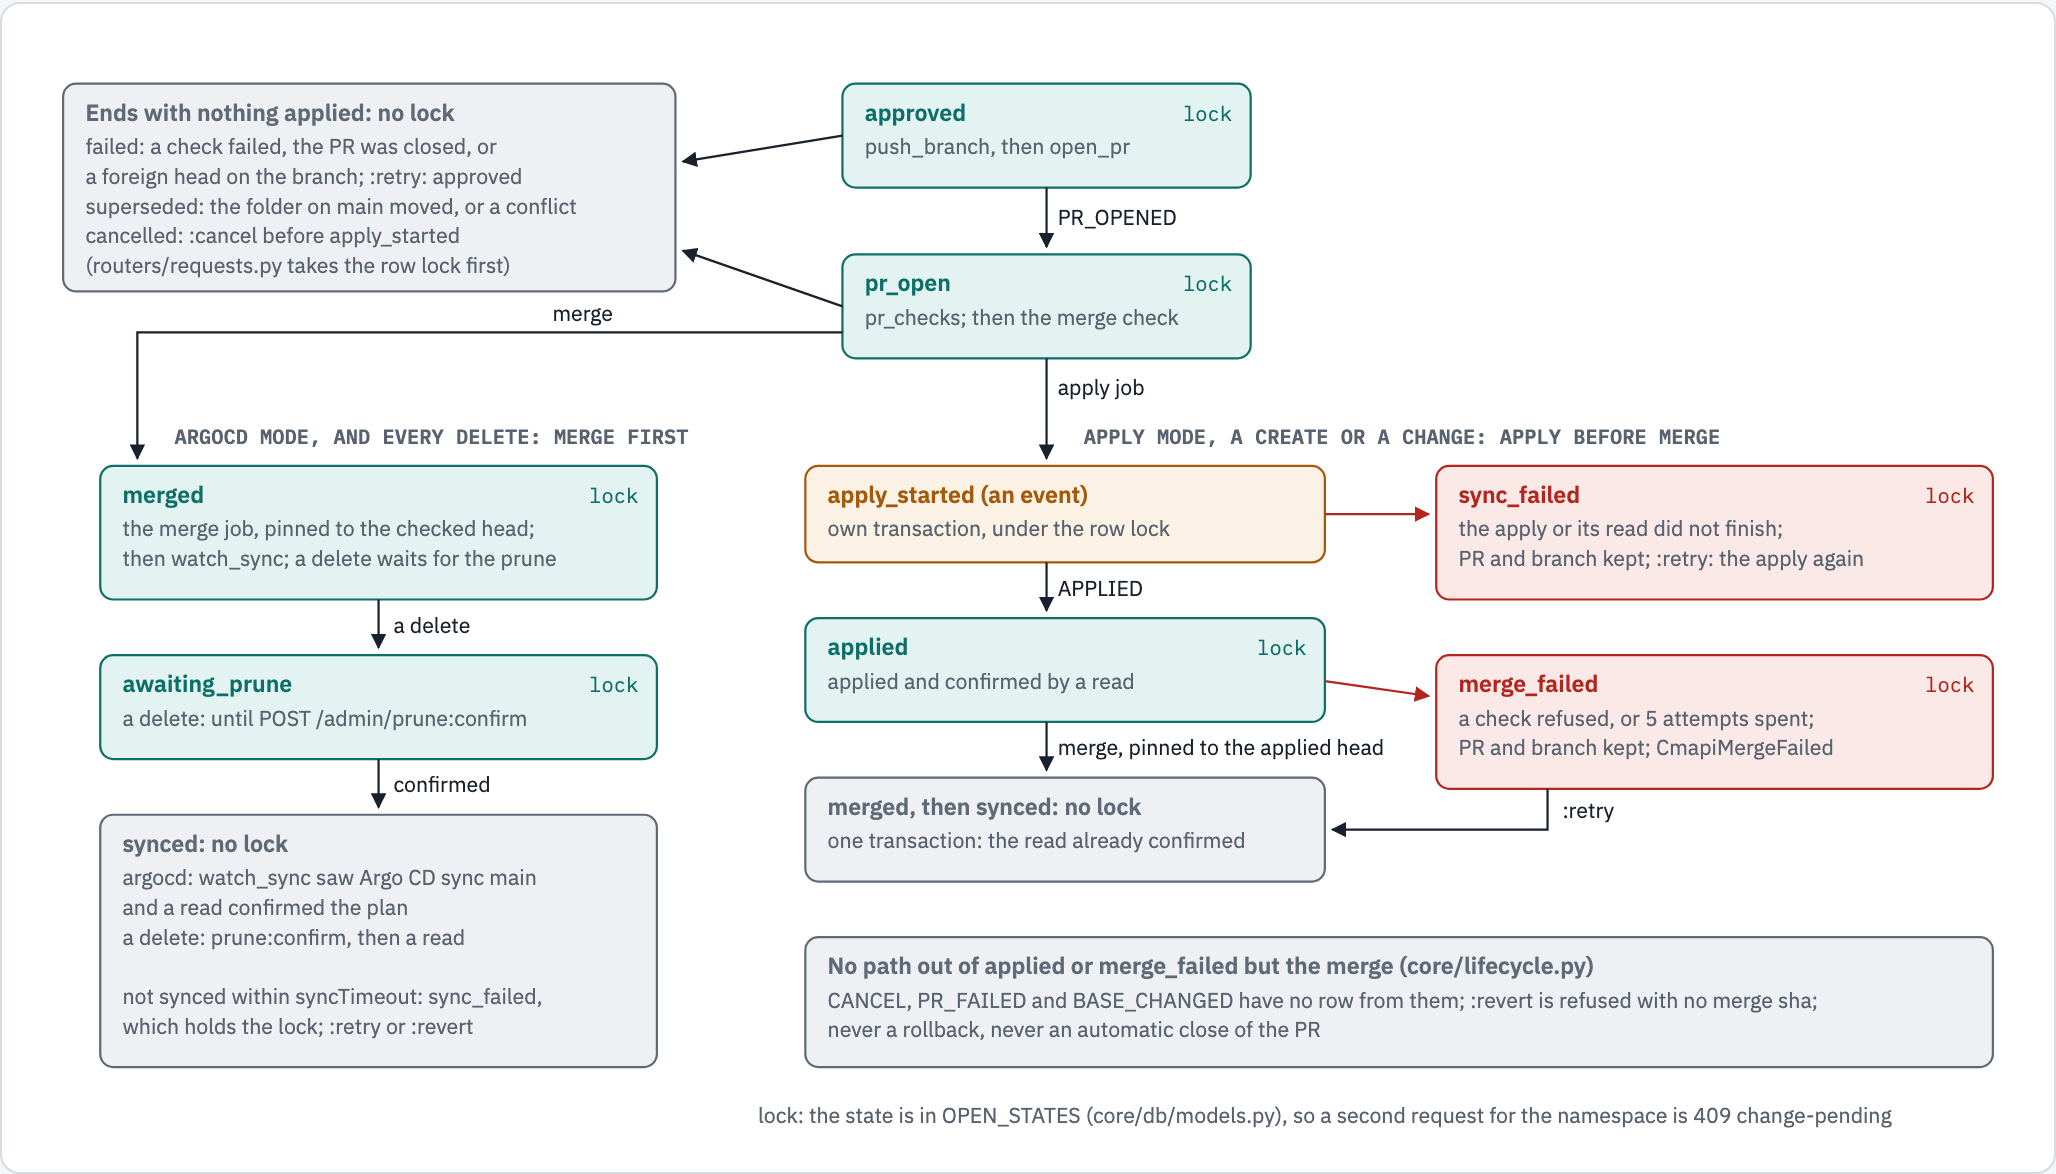 Ends with nothing applied: no lock
failed: a check failed, the PR was closed, or
a foreign head on the branch; :retry: approved
superseded: the folder on main moved, or a conflict
cancelled: :cancel before apply_started
(routers/requests.py takes the row lock first)
approved lock
push_branch, then open_pr
PR_OPENED
pr_open lock
pr_checks; then the merge check
merge
apply job
ARGOCD MODE, AND EVERY DELETE: MERGE FIRST
APPLY MODE, A CREATE OR A CHANGE: APPLY BEFORE MERGE
merged lock
the merge job, pinned to the checked head;
then watch_sync; a delete waits for the prune
a delete
awaiting_prune lock
a delete: until POST /admin/prune:confirm
confirmed
synced: no lock
argocd: watch_sync saw Argo CD sync main
and a read confirmed the plan
a delete: prune:confirm, then a read
not synced within syncTimeout: sync_failed,
which holds the lock; :retry or :revert
apply_started (an event)
own transaction, under the row lock
APPLIED
applied lock
applied and confirmed by a read
merge, pinned to the applied head
merged, then synced: no lock
one transaction: the read already confirmed
sync_failed lock
the apply or its read did not finish;
PR and branch kept; :retry: the apply again
merge_failed lock
a check refused, or 5 attempts spent;
PR and branch kept; CmapiMergeFailed
:retry
No path out of applied or merge_failed but the merge (core/lifecycle.py)
CANCEL, PR_FAILED and BASE_CHANGED have no row from them; :revert is refused with no merge sha;
never a rollback, never an automatic close of the PR
lock: the state is in OPEN_STATES (core/db/models.py), so a second request for the namespace is 409 change-pending